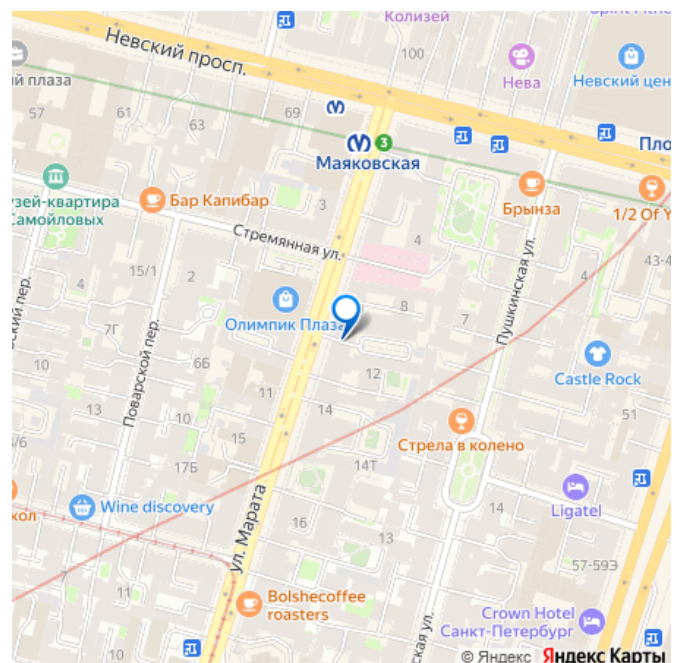 Колизей
Невский просп.
100
Нева
Невский цен
й плаза
57
61
63
69
Маяковская
3
Пло
узей-квартира
Самойловых
Бар Капибар
3
Брынза
1/2 Of Y
Стремянная ул.
4
Пушкинская ул.
43-4
15/1
2
4
8
Олимпик Плаза
7Г
Поварской пер.
6Б
10
12
Castle Rock
11
13
10
14
51
15
Стрела в колено
17Б
14Т
Wine discovery
хол
ул. Марата
16
13
14
Ligatel
57-59Э
11
7
Bolshecoffee
roasters
Crown Hotel
Санкт-Петербург
© Яндекс Яндекс Карты